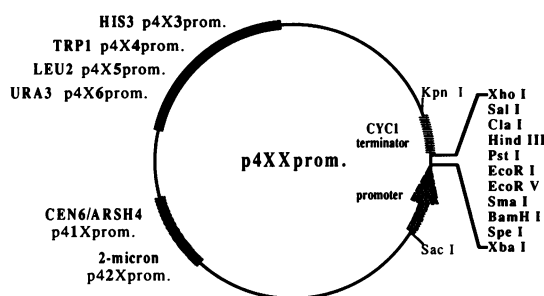 HIS3 p4X3prom.
TRP1 p4X4prom.
LEU2 p4X5prom.
URA3 p4X6prom.
Kpn I
CYC1
terminator
p4XXprom.
promoter
Sac I
CEN6/ARSH4
p41Xprom.
2-micron
p42Xprom.
Xho I
Sal I
Cla I
Hind III
Pst I
EcoR I
EcoR V
Sma I
BamH I
Spe I
Xba I